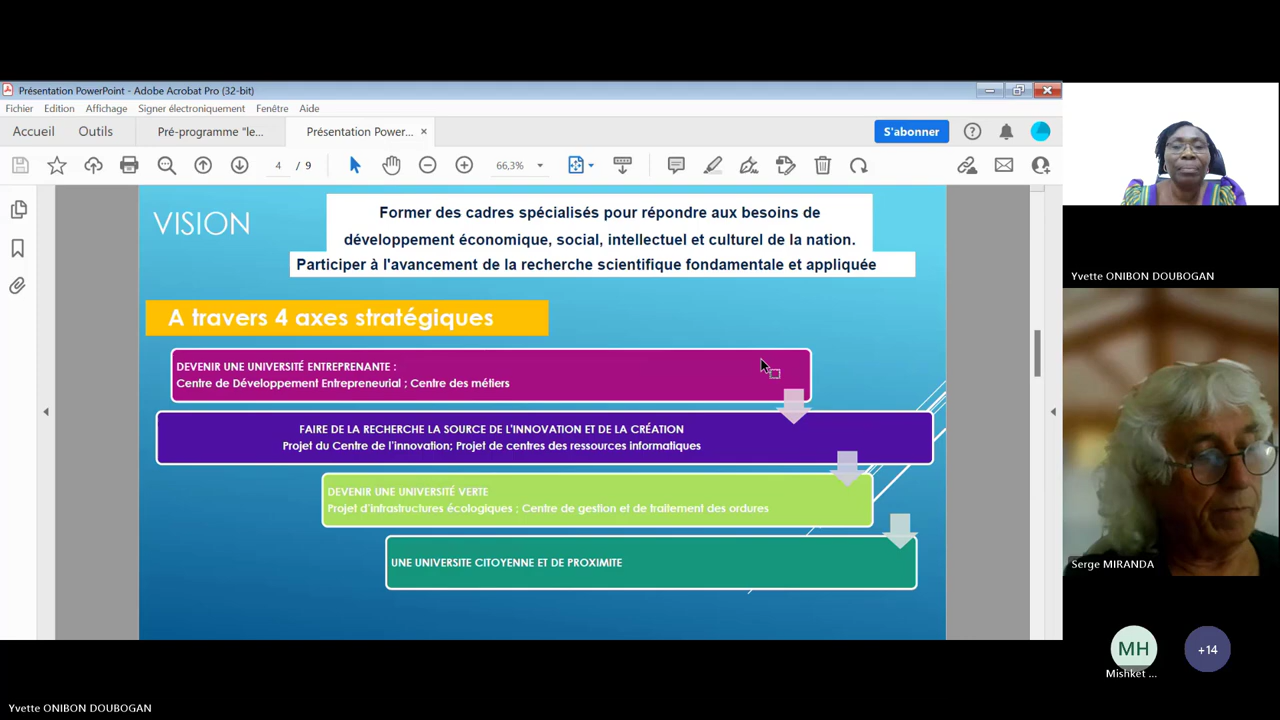 Présentation PowerPoint - Adobe Acrobat Pro (32-bit)
Fichier Edition Affichage Signer électroniquement Fenêtre Aide
Accueil Outils Pré-programme "le... Présentation Power... × S'abonner
4 / 9 66,3%
VISION
Former des cadres spécialisés pour répondre aux besoins de
développement économique, social, intellectuel et culturel de la nation.
Participer à l'avancement de la recherche scientifique fondamentale et appliquée
A travers 4 axes stratégiques
DEVENIR UNE UNIVERSITÉ ENTREPRENANTE :
Centre de Développement Entrepreneurial ; Centre des métiers
FAIRE DE LA RECHERCHE LA SOURCE DE L'INNOVATION ET DE LA CRÉATION
Projet du Centre de l'innovation; Projet de centres des ressources informatiques
DEVENIR UNE UNIVERSITÉ VERTE
Projet d'infrastructures écologiques ; Centre de gestion et de traitement des ordures
UNE UNIVERSITE CITOYENNE ET DE PROXIMITE
Yvette ONIBON DOUBOGAN
Serge MIRANDA
MH
+14
Mishket ...
Yvette ONIBON DOUBOGAN